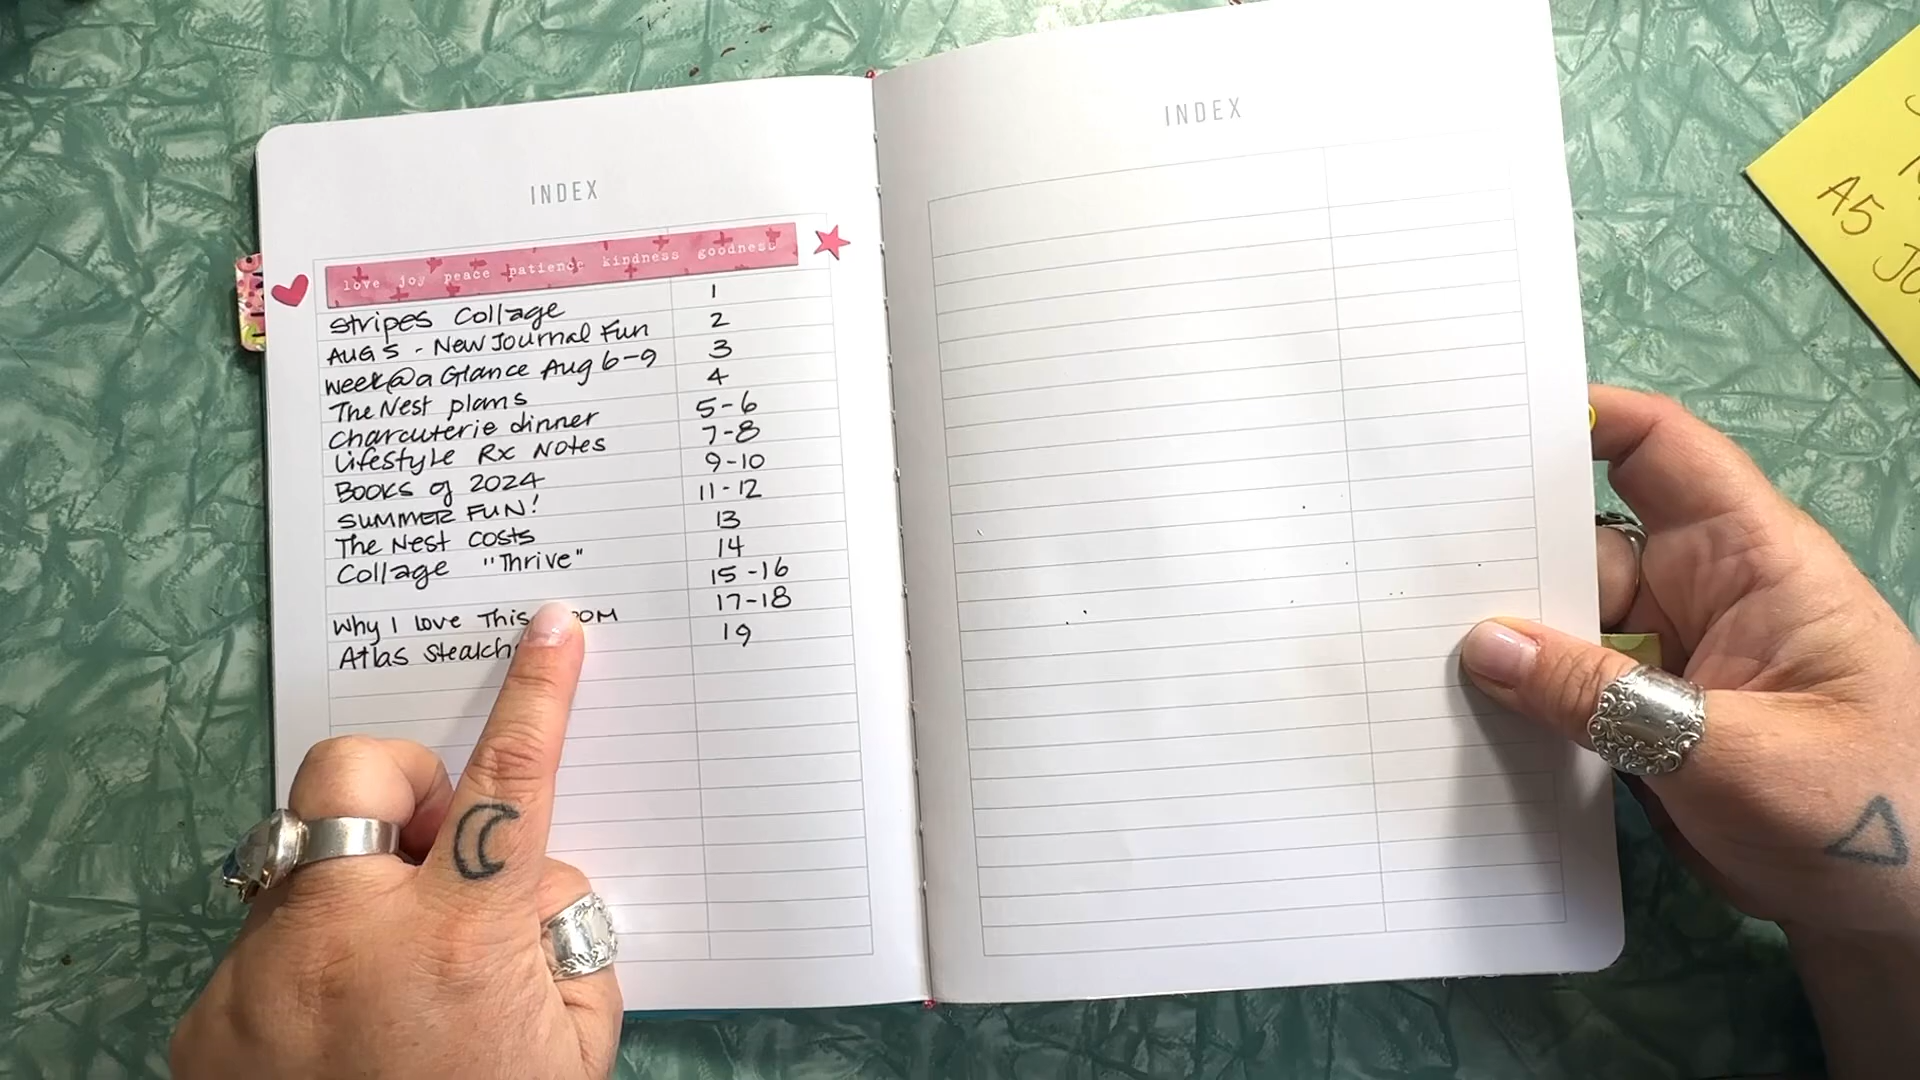 INDEX
love joy peace patience kindness goodness
Stripes Collage 1
AUG 5 - New Journal Fun 2
Week@a Glance Aug 6-9 3
The Nest plans 4
Charcuterie dinner 5-6
Lifestyle Rx Notes 7-8
Books of 2024 9-10
SUMMER FUN! 11-12
The Nest Costs 13
Collage "Thrive" 14
15-16
Why I love This 17-18
Atlas 19
INDEX
A5